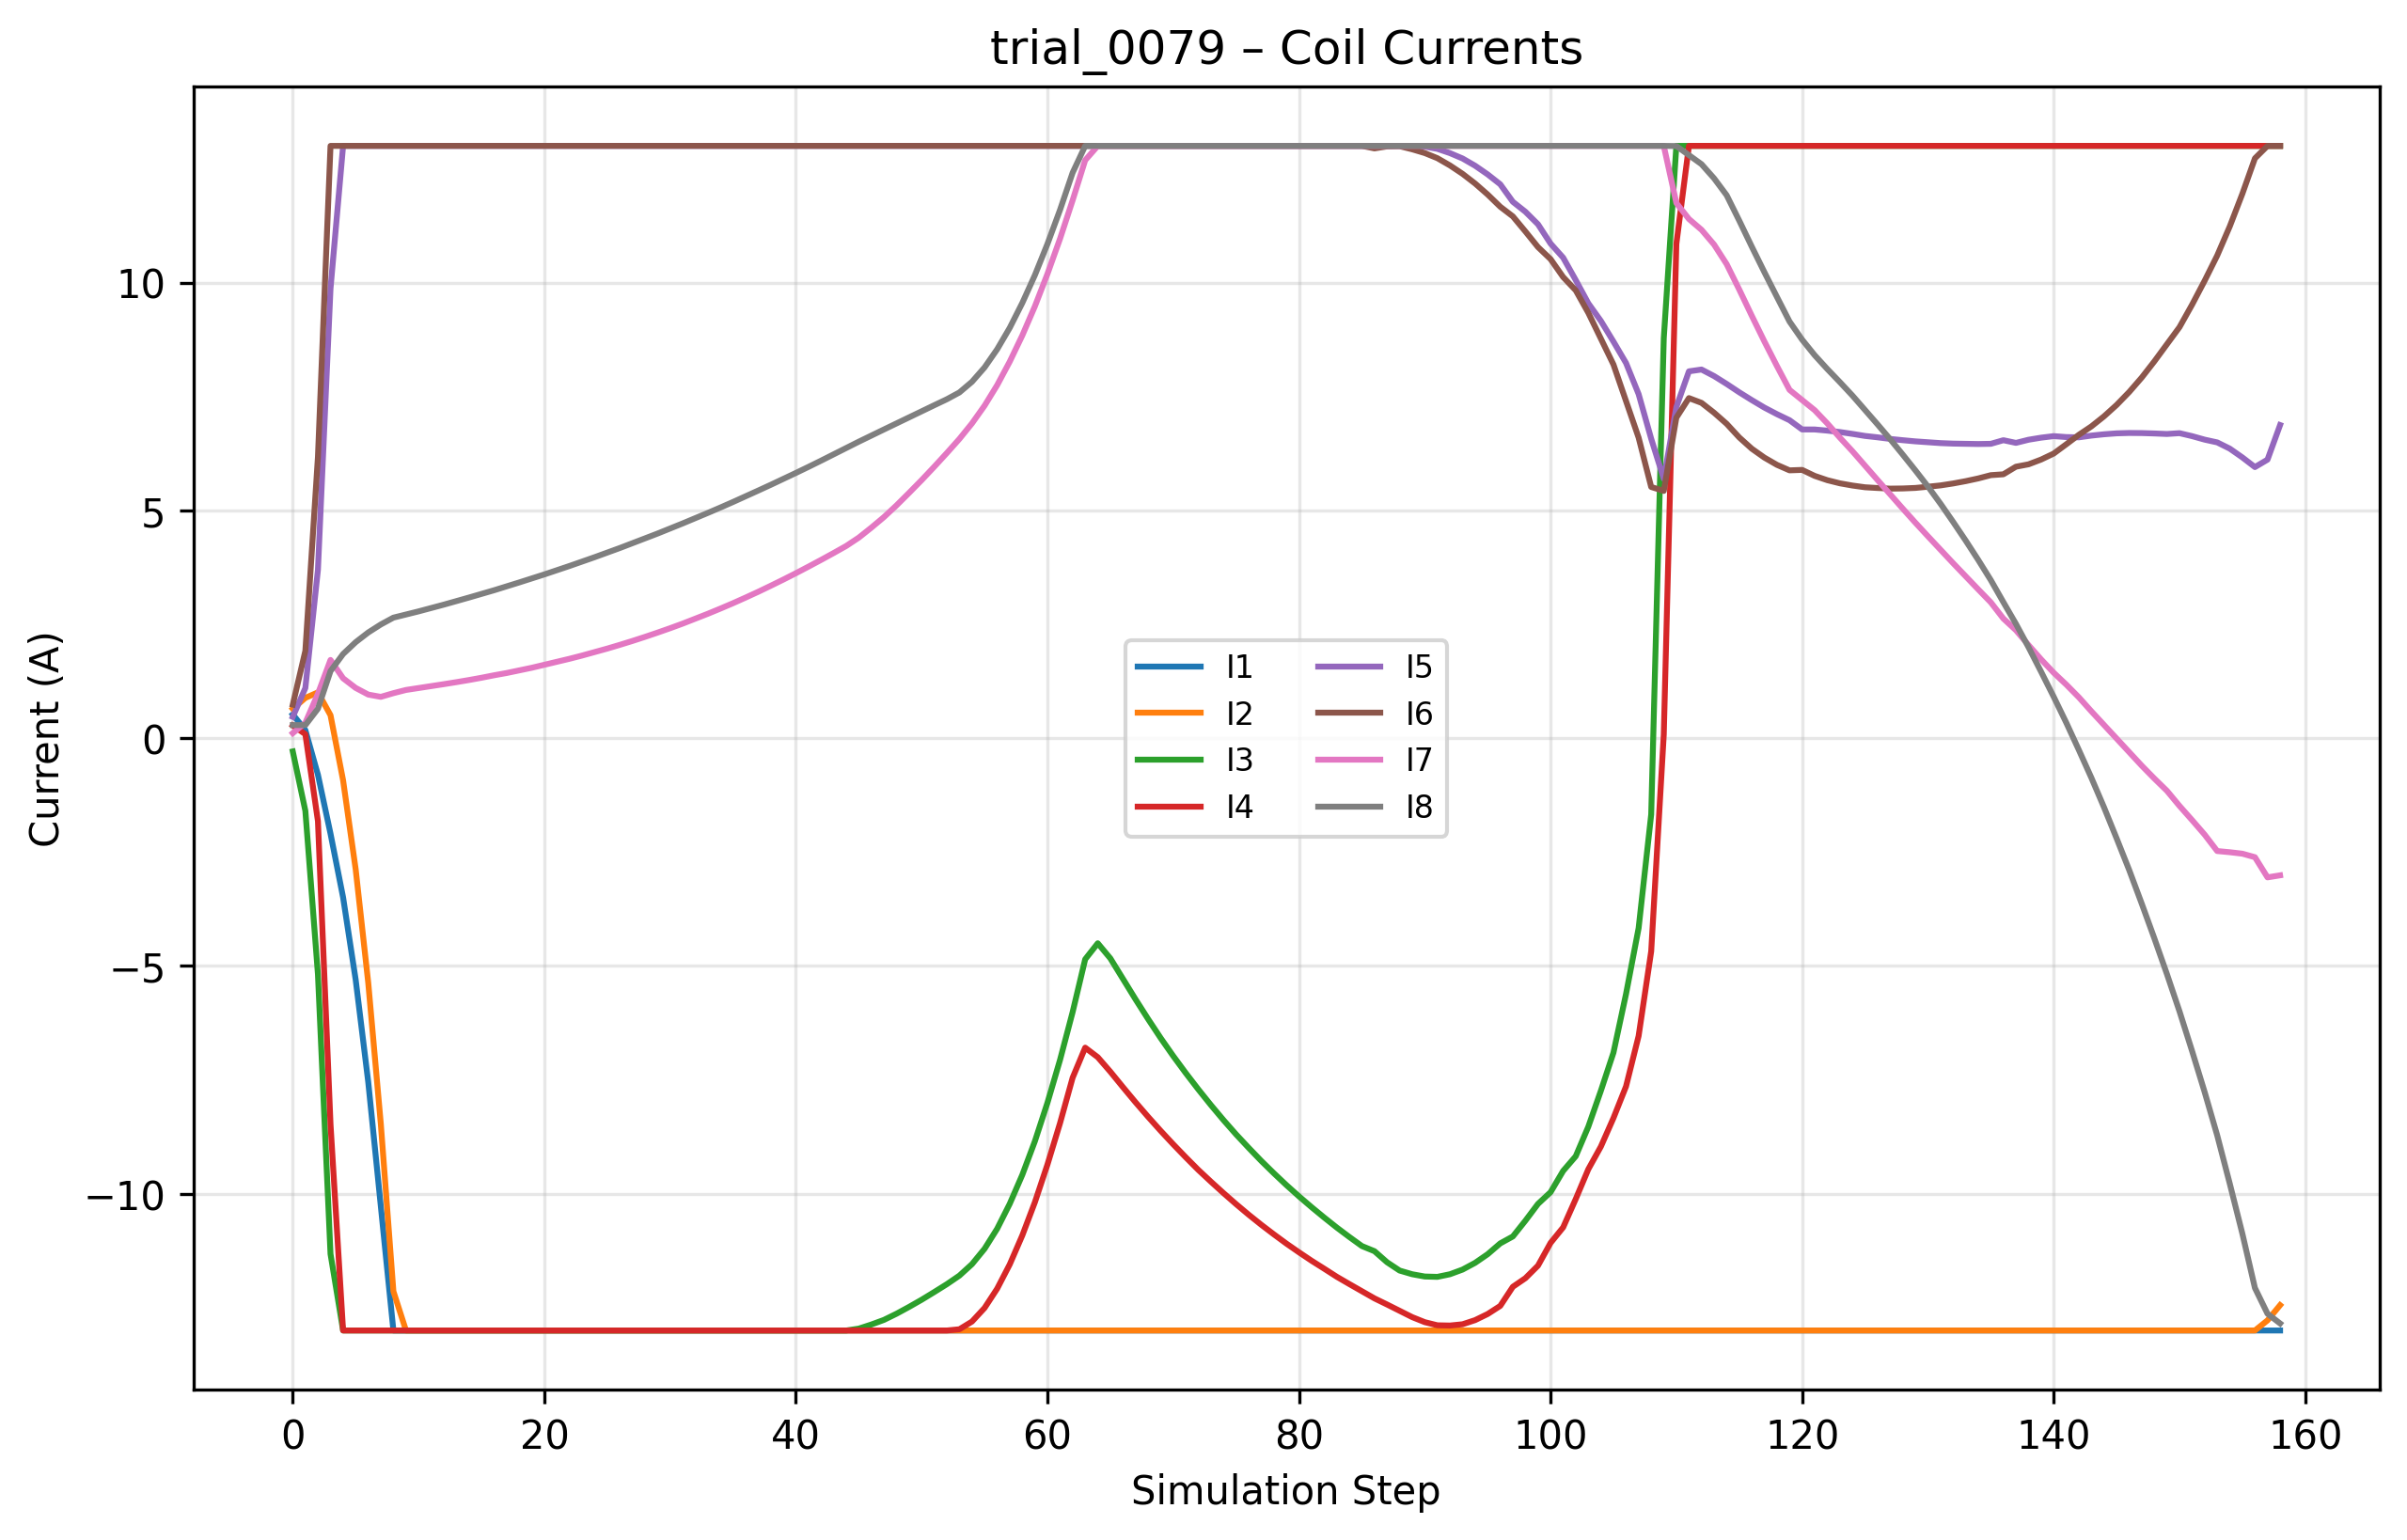 trial_0079 – Coil Currents
Current (A)
10
5
0
−5
−10
I1
I2
I3
I4
I5
I6
I7
I8
0 20 40 60 80 100 120 140 160
Simulation Step